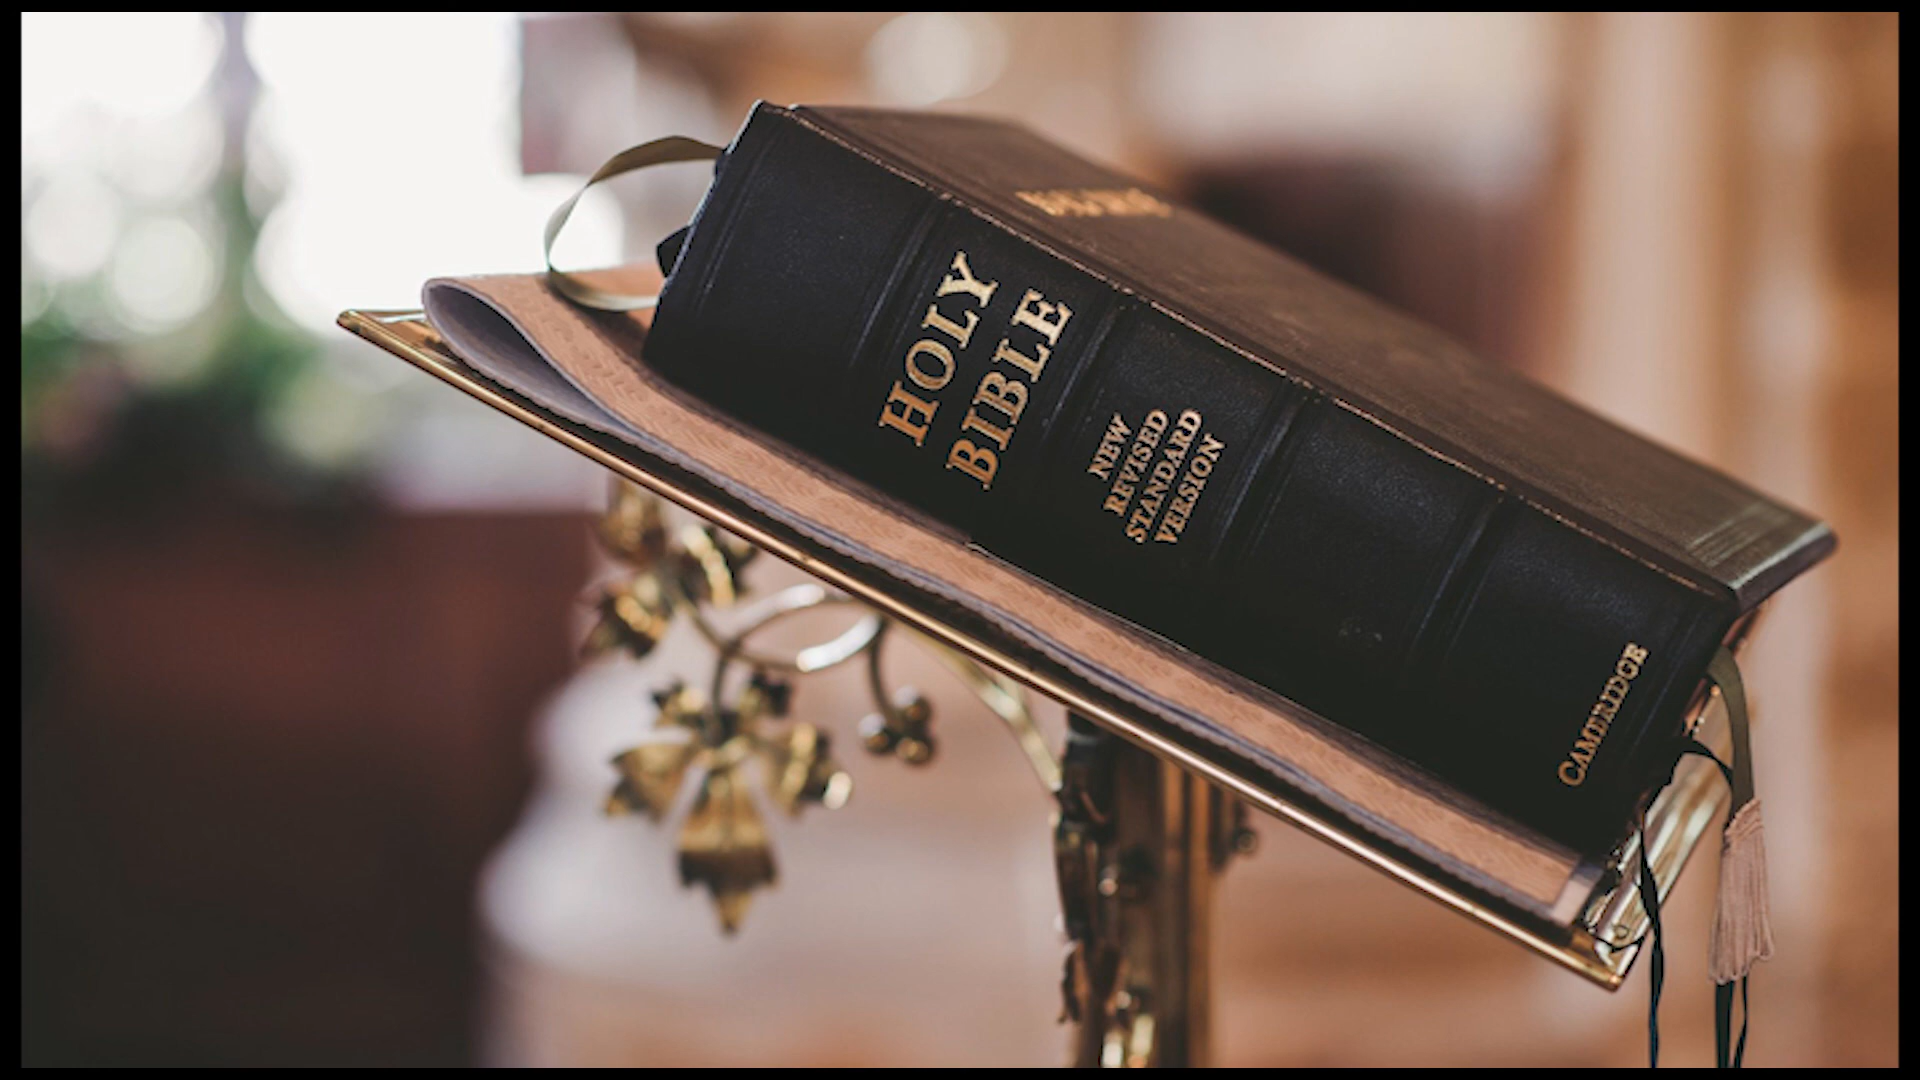 HOLY
BIBLE
NEW
REVISED
STANDARD
VERSION
CAMBRIDGE